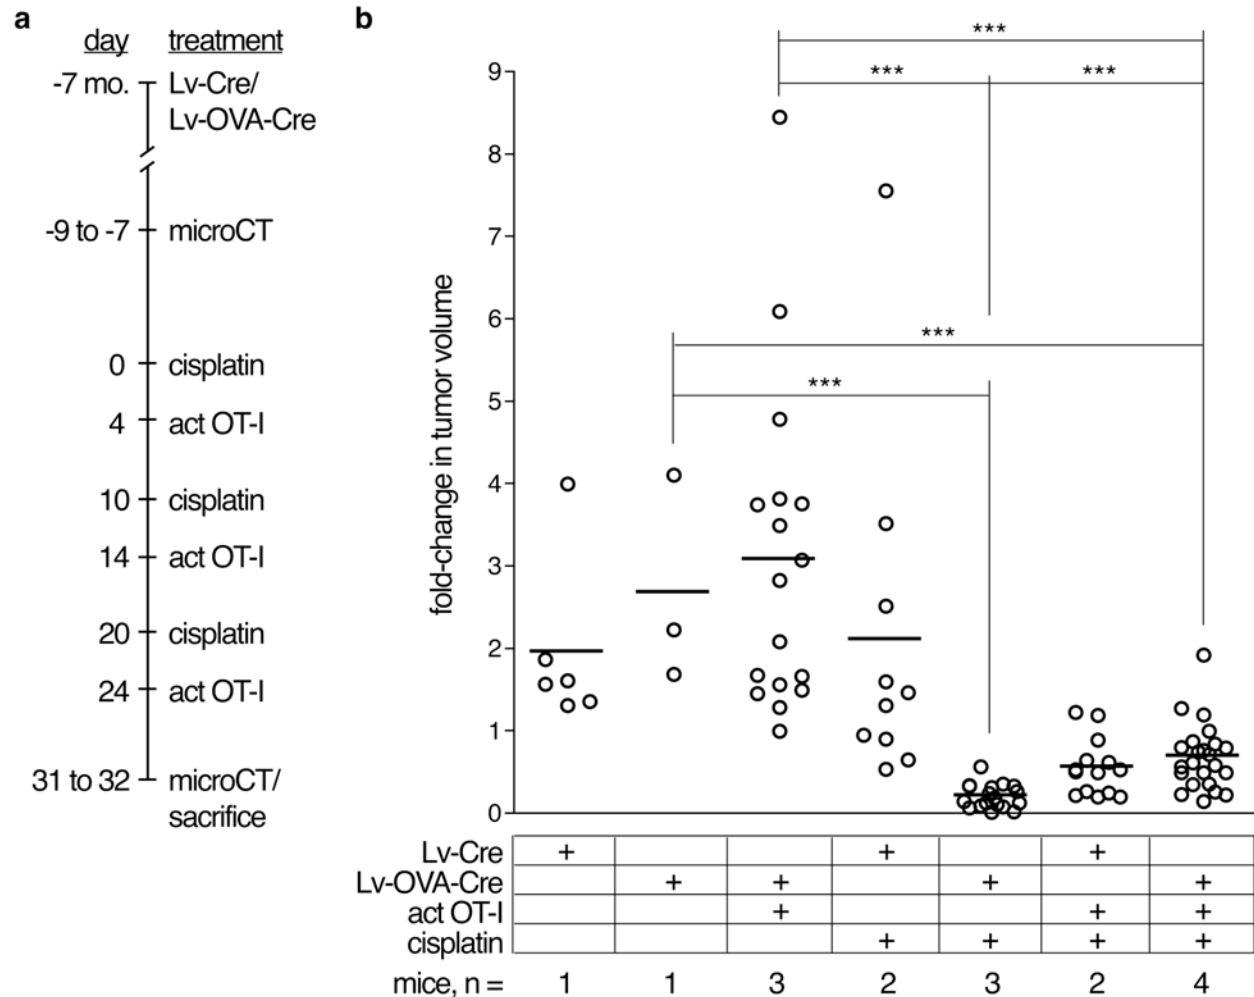 a
day treatment
-7 mo. Lv-Cre/
Lv-OVA-Cre
-9 to -7 microCT
0 cisplatin
4 act OT-I
10 cisplatin
14 act OT-I
20 cisplatin
24 act OT-I
31 to 32 microCT/
sacrifice
b
***
*** ***
***
***
fold-change in tumor volume
9
8
7
6
5
4
3
2
1
0
Lv-Cre + + +
Lv-OVA-Cre + + + +
act OT-I + + +
cisplatin + + + +
mice, n = 1 1 3 2 3 2 4